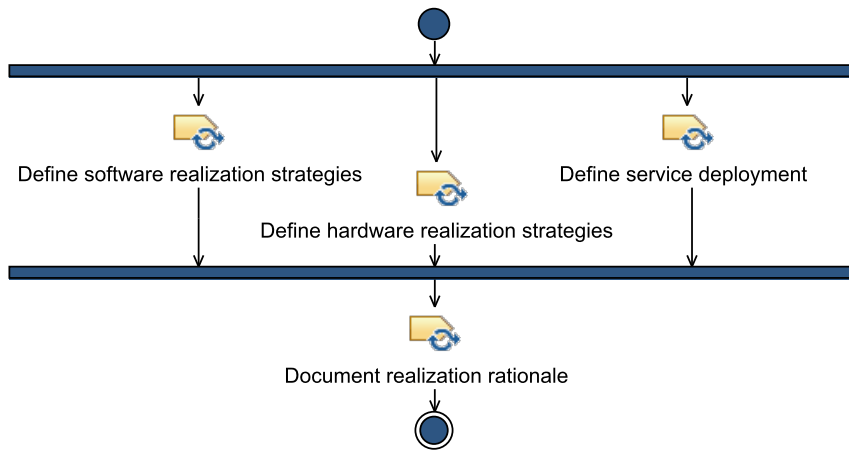 Define software realization strategies
Define service deployment
Define hardware realization strategies
Document realization rationale